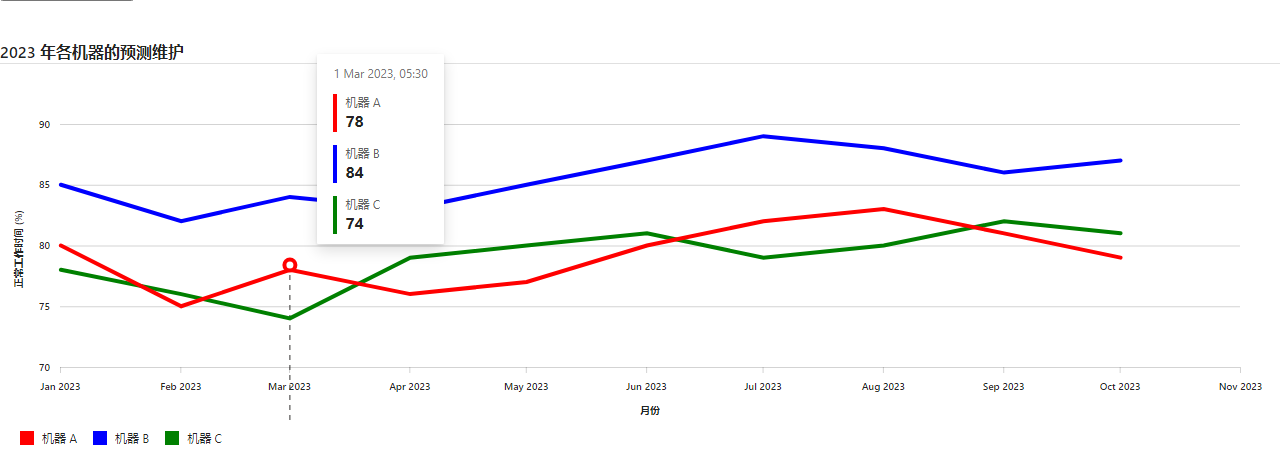 2023 年各机器的预测维护
1 Mar 2023, 05:30
机器 A
78
机器 B
84
机器 C
74
90
85
80
75
70
正常工作时间 (%)
Jan 2023
Feb 2023
Mar 2023
Apr 2023
May 2023
Jun 2023
Jul 2023
Aug 2023
Sep 2023
Oct 2023
Nov 2023
月份
机器 A
机器 B
机器 C